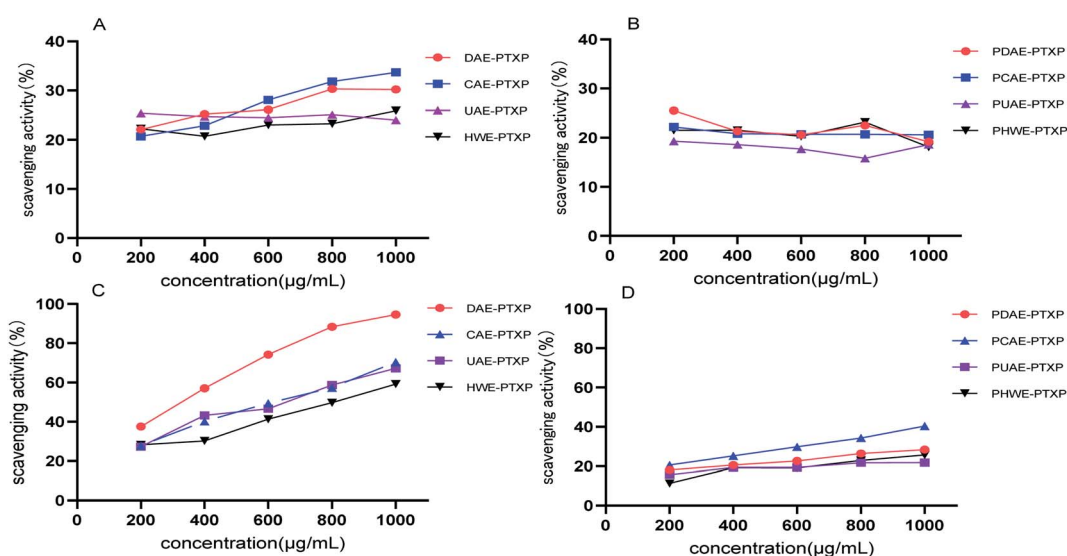 A
scavenging activity(%)
40
30
20
10
0
0 200 400 600 800 1000
concentration(μg/mL)
DAE-PTXP
CAE-PTXP
UAE-PTXP
HWE-PTXP
B
scavenging activity(%)
40
30
20
10
0
0 200 400 600 800 1000
concentration(μg/mL)
PDAE-PTXP
PCAE-PTXP
PUAE-PTXP
PHWE-PTXP
C
scavenging activity(%)
100
80
60
40
20
0
0 200 400 600 800 1000
concentration(μg/mL)
DAE-PTXP
CAE-PTXP
UAE-PTXP
HWE-PTXP
D
scavenging activity(%)
100
80
60
40
20
0
0 200 400 600 800 1000
concentration(μg/mL)
PDAE-PTXP
PCAE-PTXP
PUAE-PTXP
PHWE-PTXP